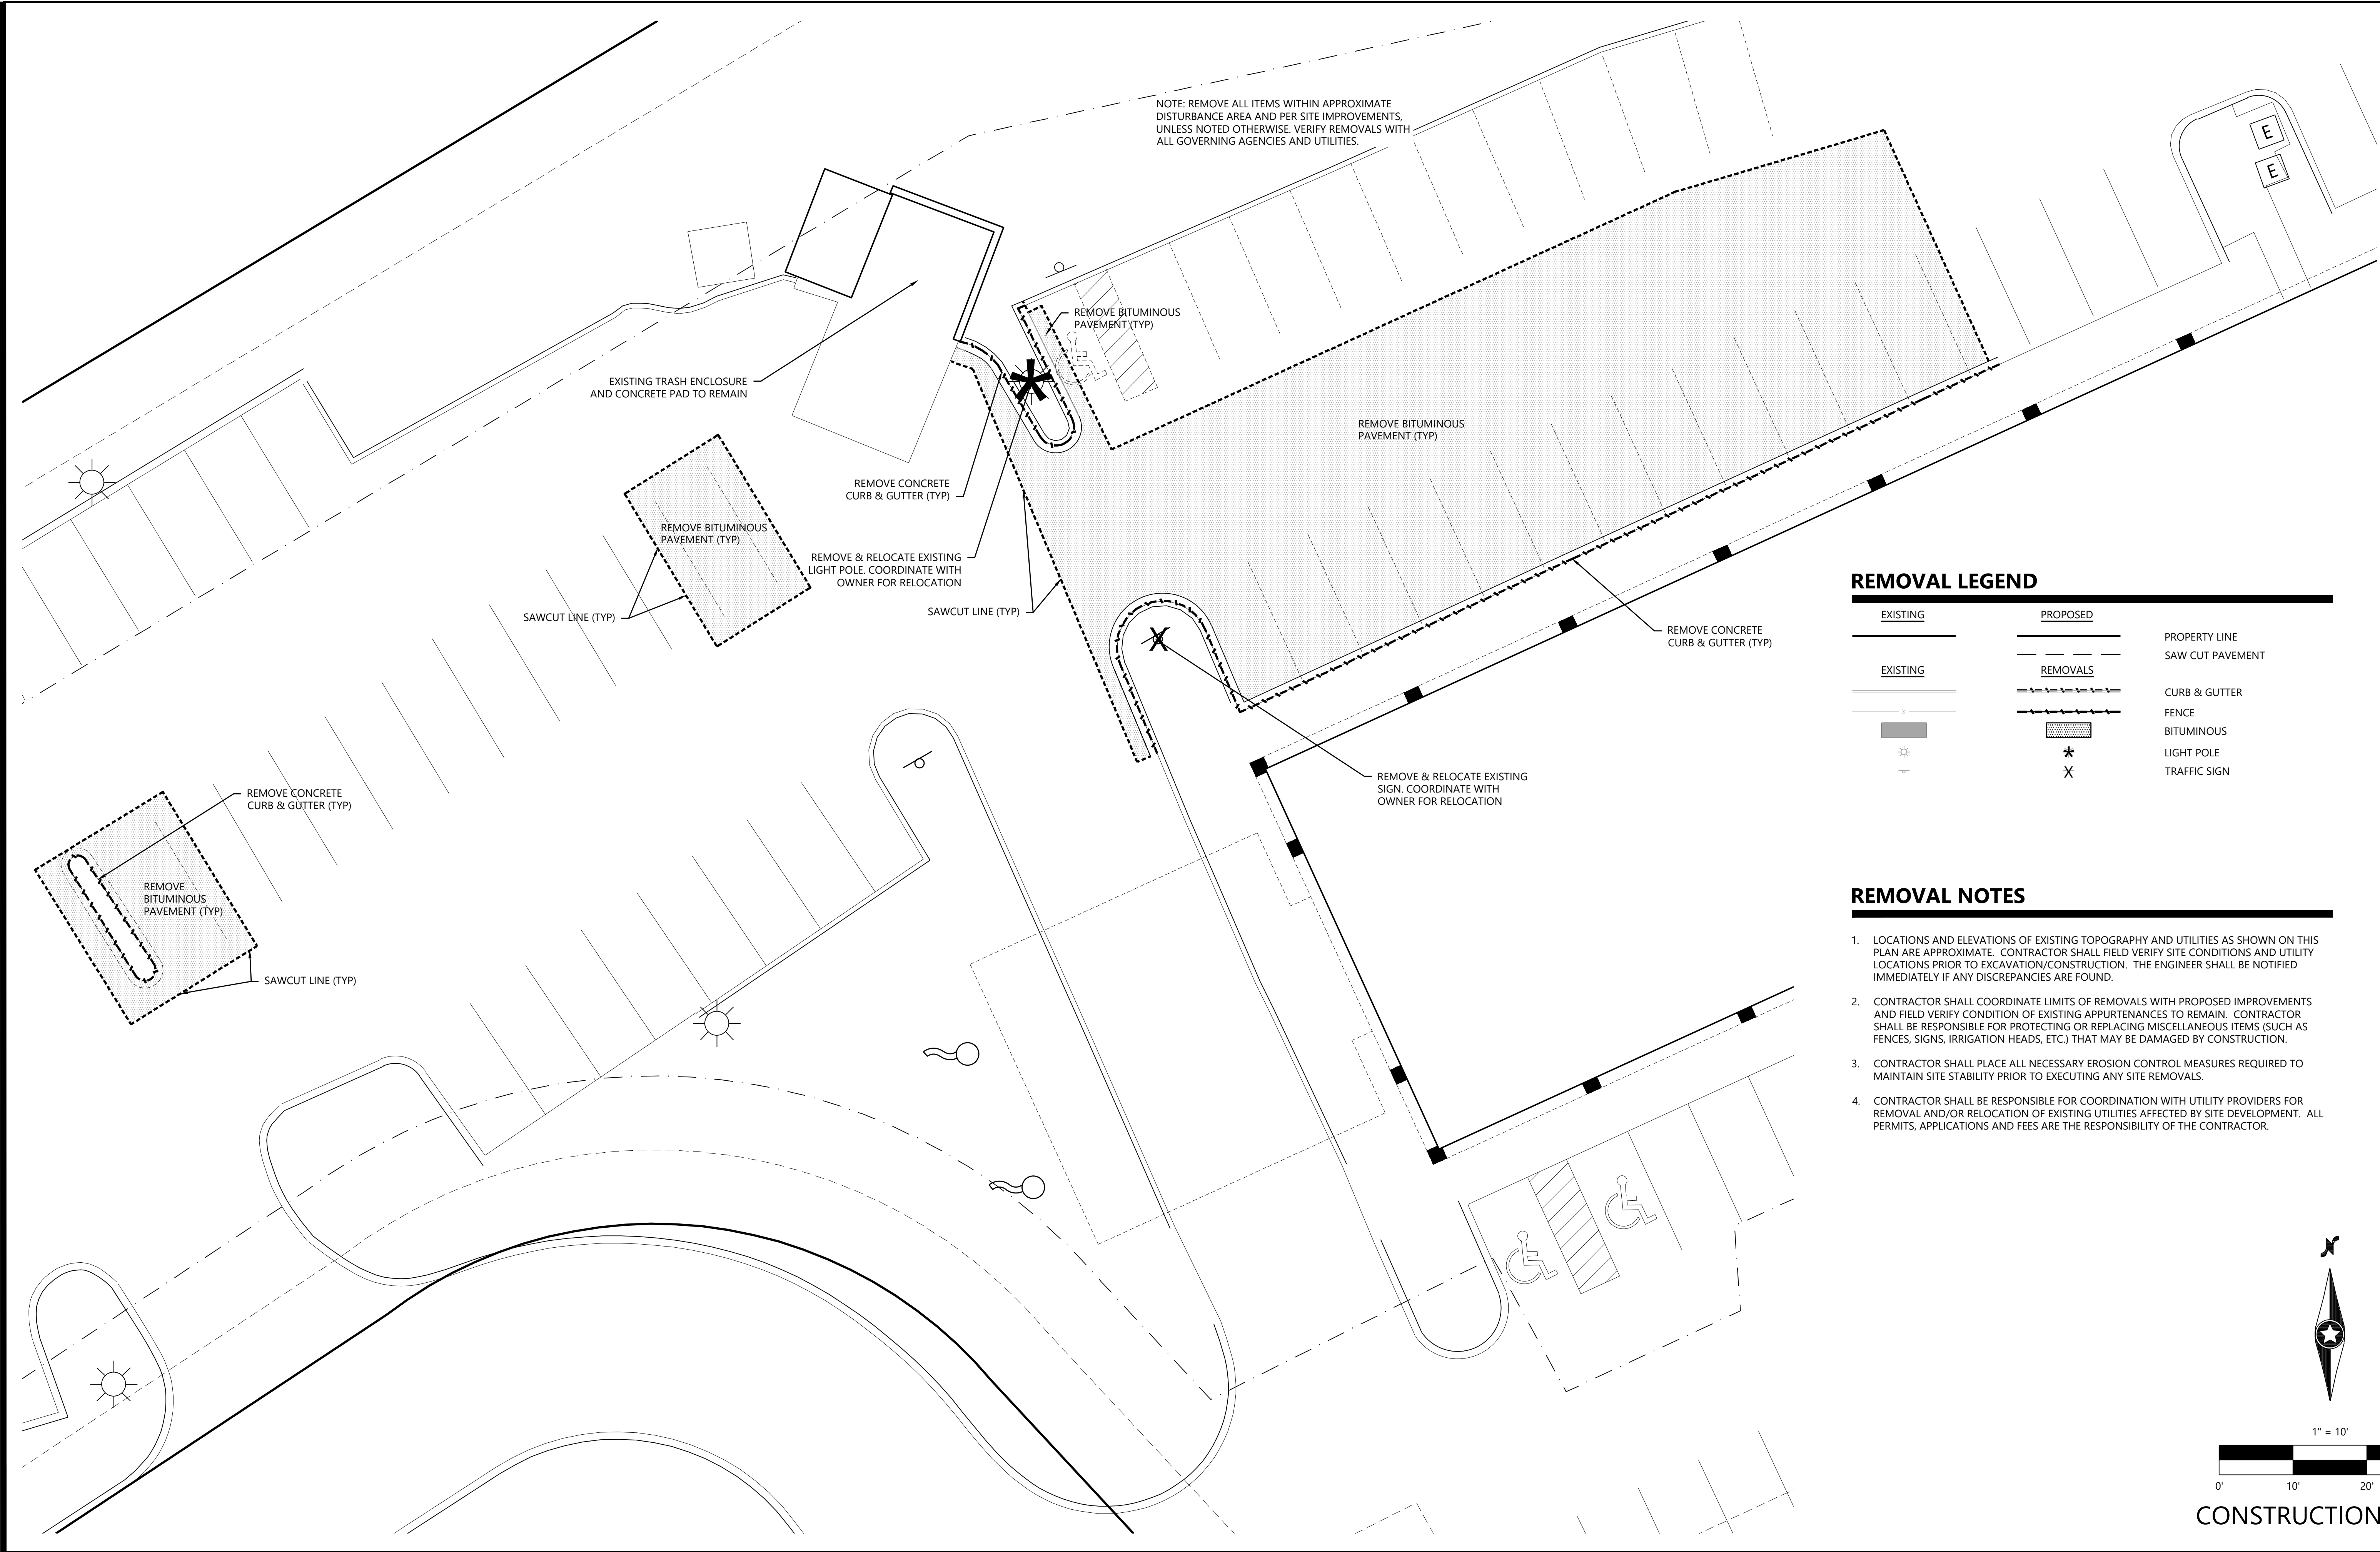 NOTE: REMOVE ALL ITEMS WITHIN APPROXIMATE
DISTURBANCE AREA AND PER SITE IMPROVEMENTS,
UNLESS NOTED OTHERWISE. VERIFY REMOVALS WITH
ALL GOVERNING AGENCIES AND UTILITIES.
E
E
REMOVE BITUMINOUS
PAVEMENT (TYP)
EXISTING TRASH ENCLOSURE
AND CONCRETE PAD TO REMAIN
REMOVE BITUMINOUS
PAVEMENT (TYP)
REMOVE CONCRETE
CURB & GUTTER (TYP)
REMOVE BITUMINOUS
PAVEMENT (TYP)
REMOVE & RELOCATE EXISTING
LIGHT POLE. COORDINATE WITH
OWNER FOR RELOCATION
SAWCUT LINE (TYP)
SAWCUT LINE (TYP)
REMOVE CONCRETE
CURB & GUTTER (TYP)
REMOVE & RELOCATE EXISTING
SIGN. COORDINATE WITH
OWNER FOR RELOCATION
REMOVE CONCRETE
CURB & GUTTER (TYP)
REMOVE
BITUMINOUS
PAVEMENT (TYP)
SAWCUT LINE (TYP)
REMOVAL LEGEND
EXISTING PROPOSED
PROPERTY LINE
SAW CUT PAVEMENT
EXISTING REMOVALS
CURB & GUTTER
x FENCE
BITUMINOUS
LIGHT POLE
X TRAFFIC SIGN
REMOVAL NOTES
1. LOCATIONS AND ELEVATIONS OF EXISTING TOPOGRAPHY AND UTILITIES AS SHOWN ON THIS
PLAN ARE APPROXIMATE. CONTRACTOR SHALL FIELD VERIFY SITE CONDITIONS AND UTILITY
LOCATIONS PRIOR TO EXCAVATION/CONSTRUCTION. THE ENGINEER SHALL BE NOTIFIED
IMMEDIATELY IF ANY DISCREPANCIES ARE FOUND.
2. CONTRACTOR SHALL COORDINATE LIMITS OF REMOVALS WITH PROPOSED IMPROVEMENTS
AND FIELD VERIFY CONDITION OF EXISTING APPURTENANCES TO REMAIN. CONTRACTOR
SHALL BE RESPONSIBLE FOR PROTECTING OR REPLACING MISCELLANEOUS ITEMS (SUCH AS
FENCES, SIGNS, IRRIGATION HEADS, ETC.) THAT MAY BE DAMAGED BY CONSTRUCTION.
3. CONTRACTOR SHALL PLACE ALL NECESSARY EROSION CONTROL MEASURES REQUIRED TO
MAINTAIN SITE STABILITY PRIOR TO EXECUTING ANY SITE REMOVALS.
4. CONTRACTOR SHALL BE RESPONSIBLE FOR COORDINATION WITH UTILITY PROVIDERS FOR
REMOVAL AND/OR RELOCATION OF EXISTING UTILITIES AFFECTED BY SITE DEVELOPMENT. ALL
PERMITS, APPLICATIONS AND FEES ARE THE RESPONSIBILITY OF THE CONTRACTOR.
N
1" = 10'
0' 10' 20'
CONSTRUCTION